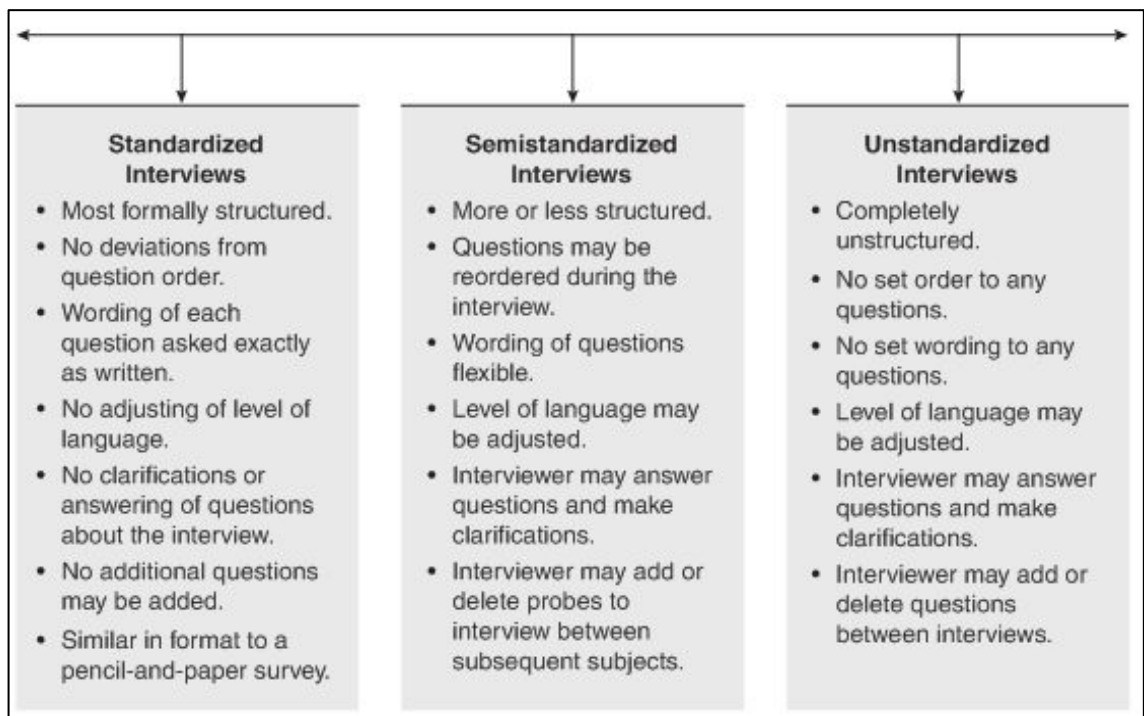 Standardized
Interviews
• Most formally structured.
• No deviations from
question order.
• Wording of each
question asked exactly
as written.
• No adjusting of level of
language.
• No clarifications or
answering of questions
about the interview.
• No additional questions
may be added.
• Similar in format to a
pencil-and-paper survey.
Semistandardized
Interviews
• More or less structured.
• Questions may be
reordered during the
interview.
• Wording of questions
flexible.
• Level of language may
be adjusted.
• Interviewer may answer
questions and make
clarifications.
• Interviewer may add or
delete probes to
interview between
subsequent subjects.
Unstandardized
Interviews
• Completely
unstructured.
• No set order to any
questions.
• No set wording to any
questions.
• Level of language may
be adjusted.
• Interviewer may answer
questions and make
clarifications.
• Interviewer may add or
delete questions
between interviews.